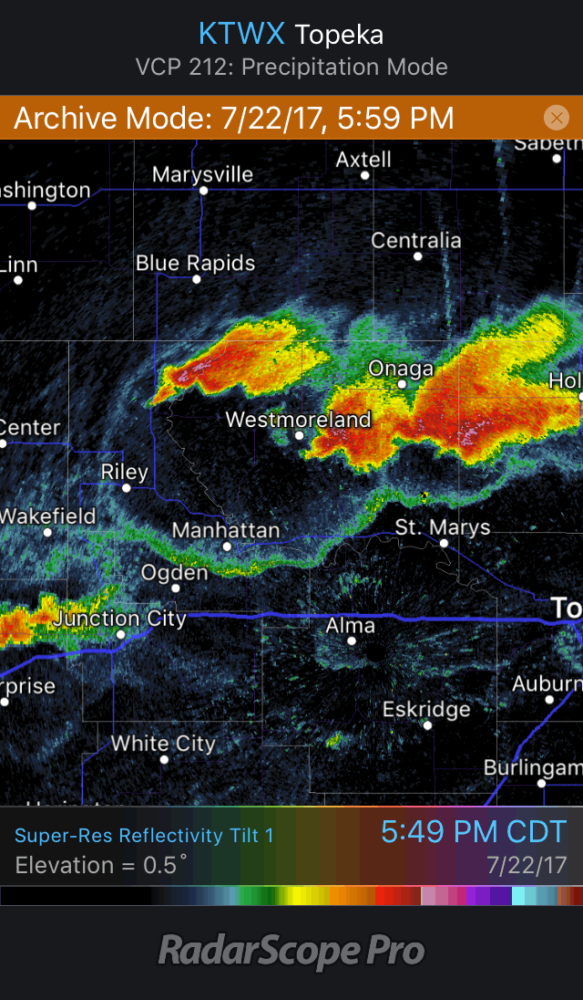 KTWX Topeka
VCP 212: Precipitation Mode
Archive Mode: 7/22/17, 5:59 PM
Sabeth
Axtell
Marysville
shington
Centralia
Linn
Blue Rapids
Onaga
Hol
Westmoreland
Center
Riley
Wakefield
Manhattan
St. Marys
Ogden
To
Junction City
Alma
rprise
Auburn
Eskridge
White City
Burlingam
Super-Res Reflectivity Tilt 1
5:49 PM CDT
Elevation = 0.5°
7/22/17
RadarScope Pro